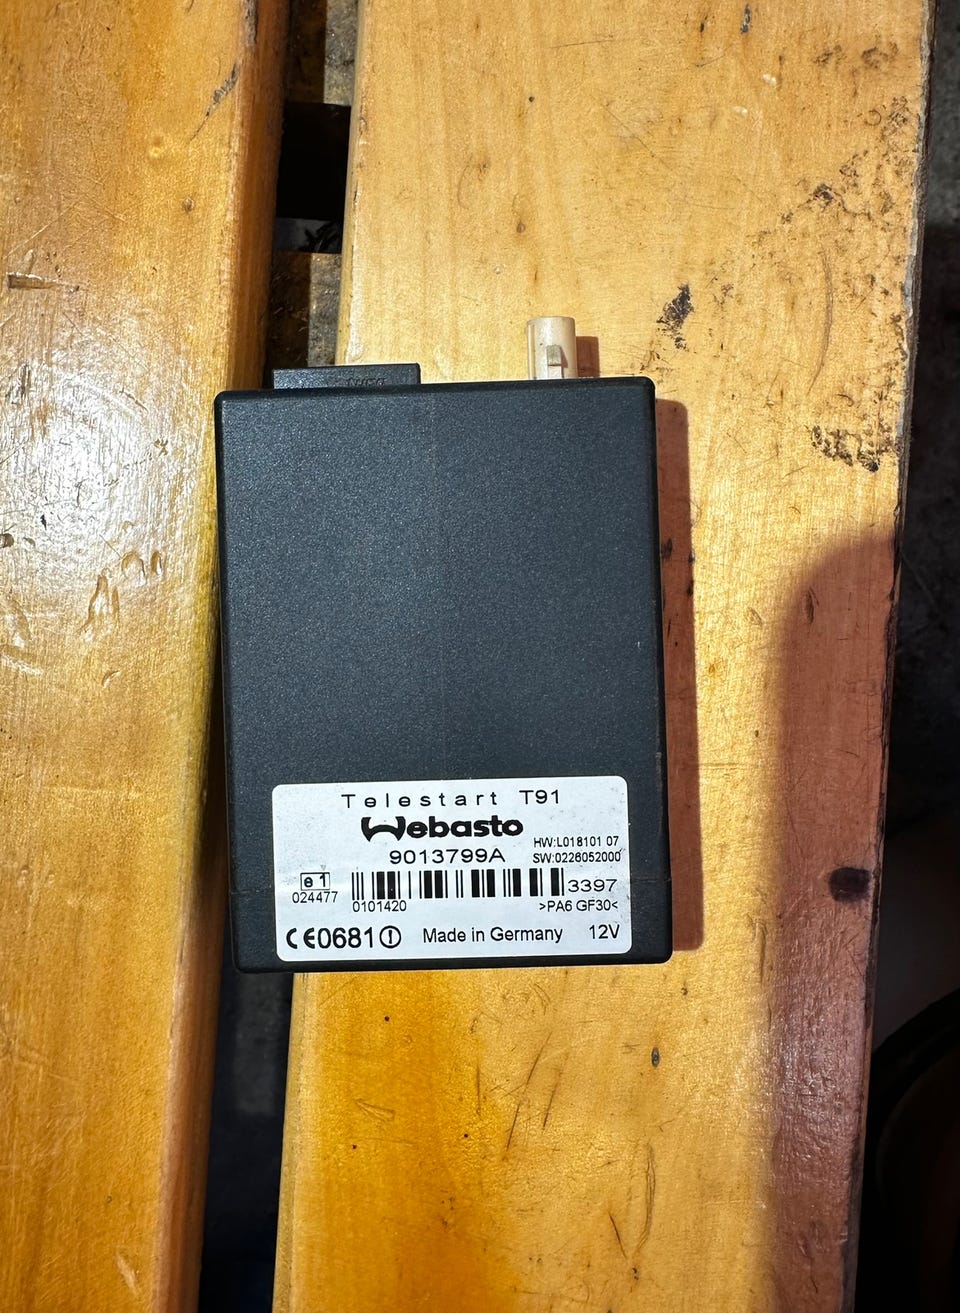 Telestart T91
Webasto
9013799A
HW:L018101 07
SW:0226052000
e1
024477
0101420
3397
>PA6 GF30<
CE0681
Made in Germany
12V